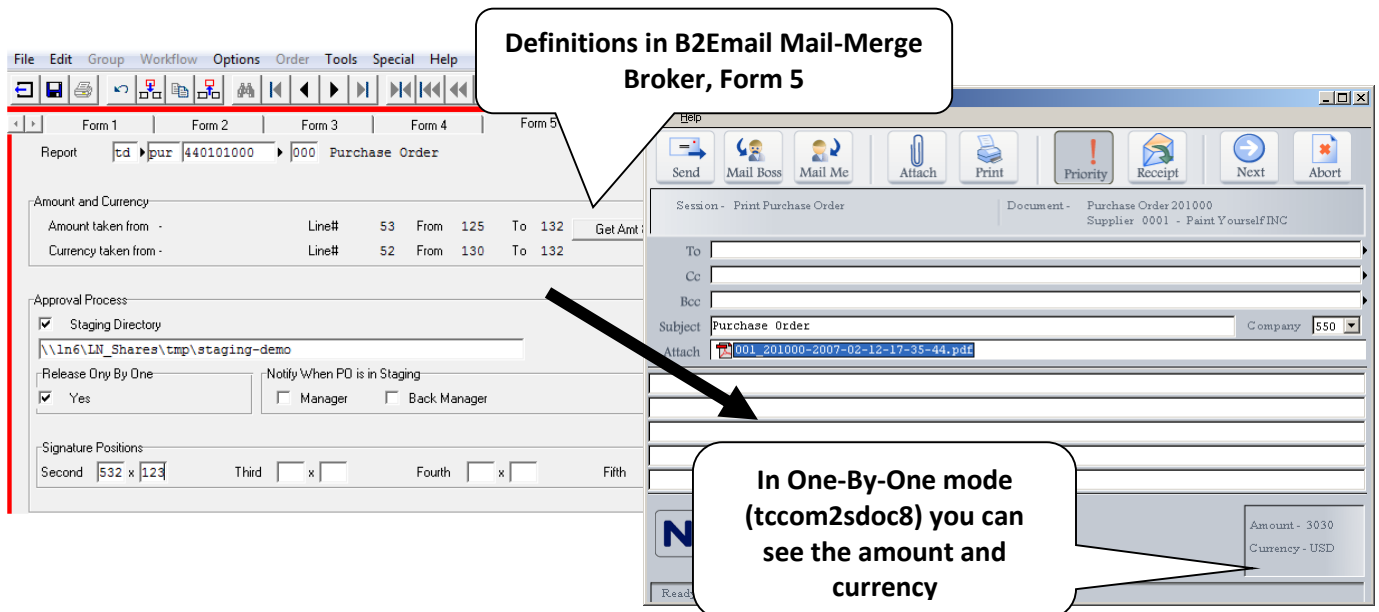 Definitions in B2Email Mail-Merge
Broker, Form 5
File Edit Group Workflow Options Order Tools Special Help
Form 1 Form 2 Form 3 Form 4 Form 5
Report td pur 440101000 000 Purchase Order
Amount and Currency
Amount taken from - Line# 53 From 125 To 132 Get Amt
Currency taken from - Line# 52 From 130 To 132
Approval Process
Staging Directory
\\ln6\LN_Shares\tmp\staging-demo
Release Ony By One Notify When PO is in Staging
Yes Manager Back Manager
Signature Positions
Second 532 x 123 Third x Fourth x Fifth
Help
Send Mail Boss Mail Me Attach Print Priority Receipt Next Abort
Session - Print Purchase Order Document - Purchase Order 201000
Supplier 0001 - Paint Yourself INC
To
Cc
Bcc
Subject Purchase Order Company 550
Attach 001_201000-2007-02-12-17-35-44.pdf
In One-By-One mode
(tccom2sdoc8) you can
see the amount and
currency
Amount - 3030
Currency - USD